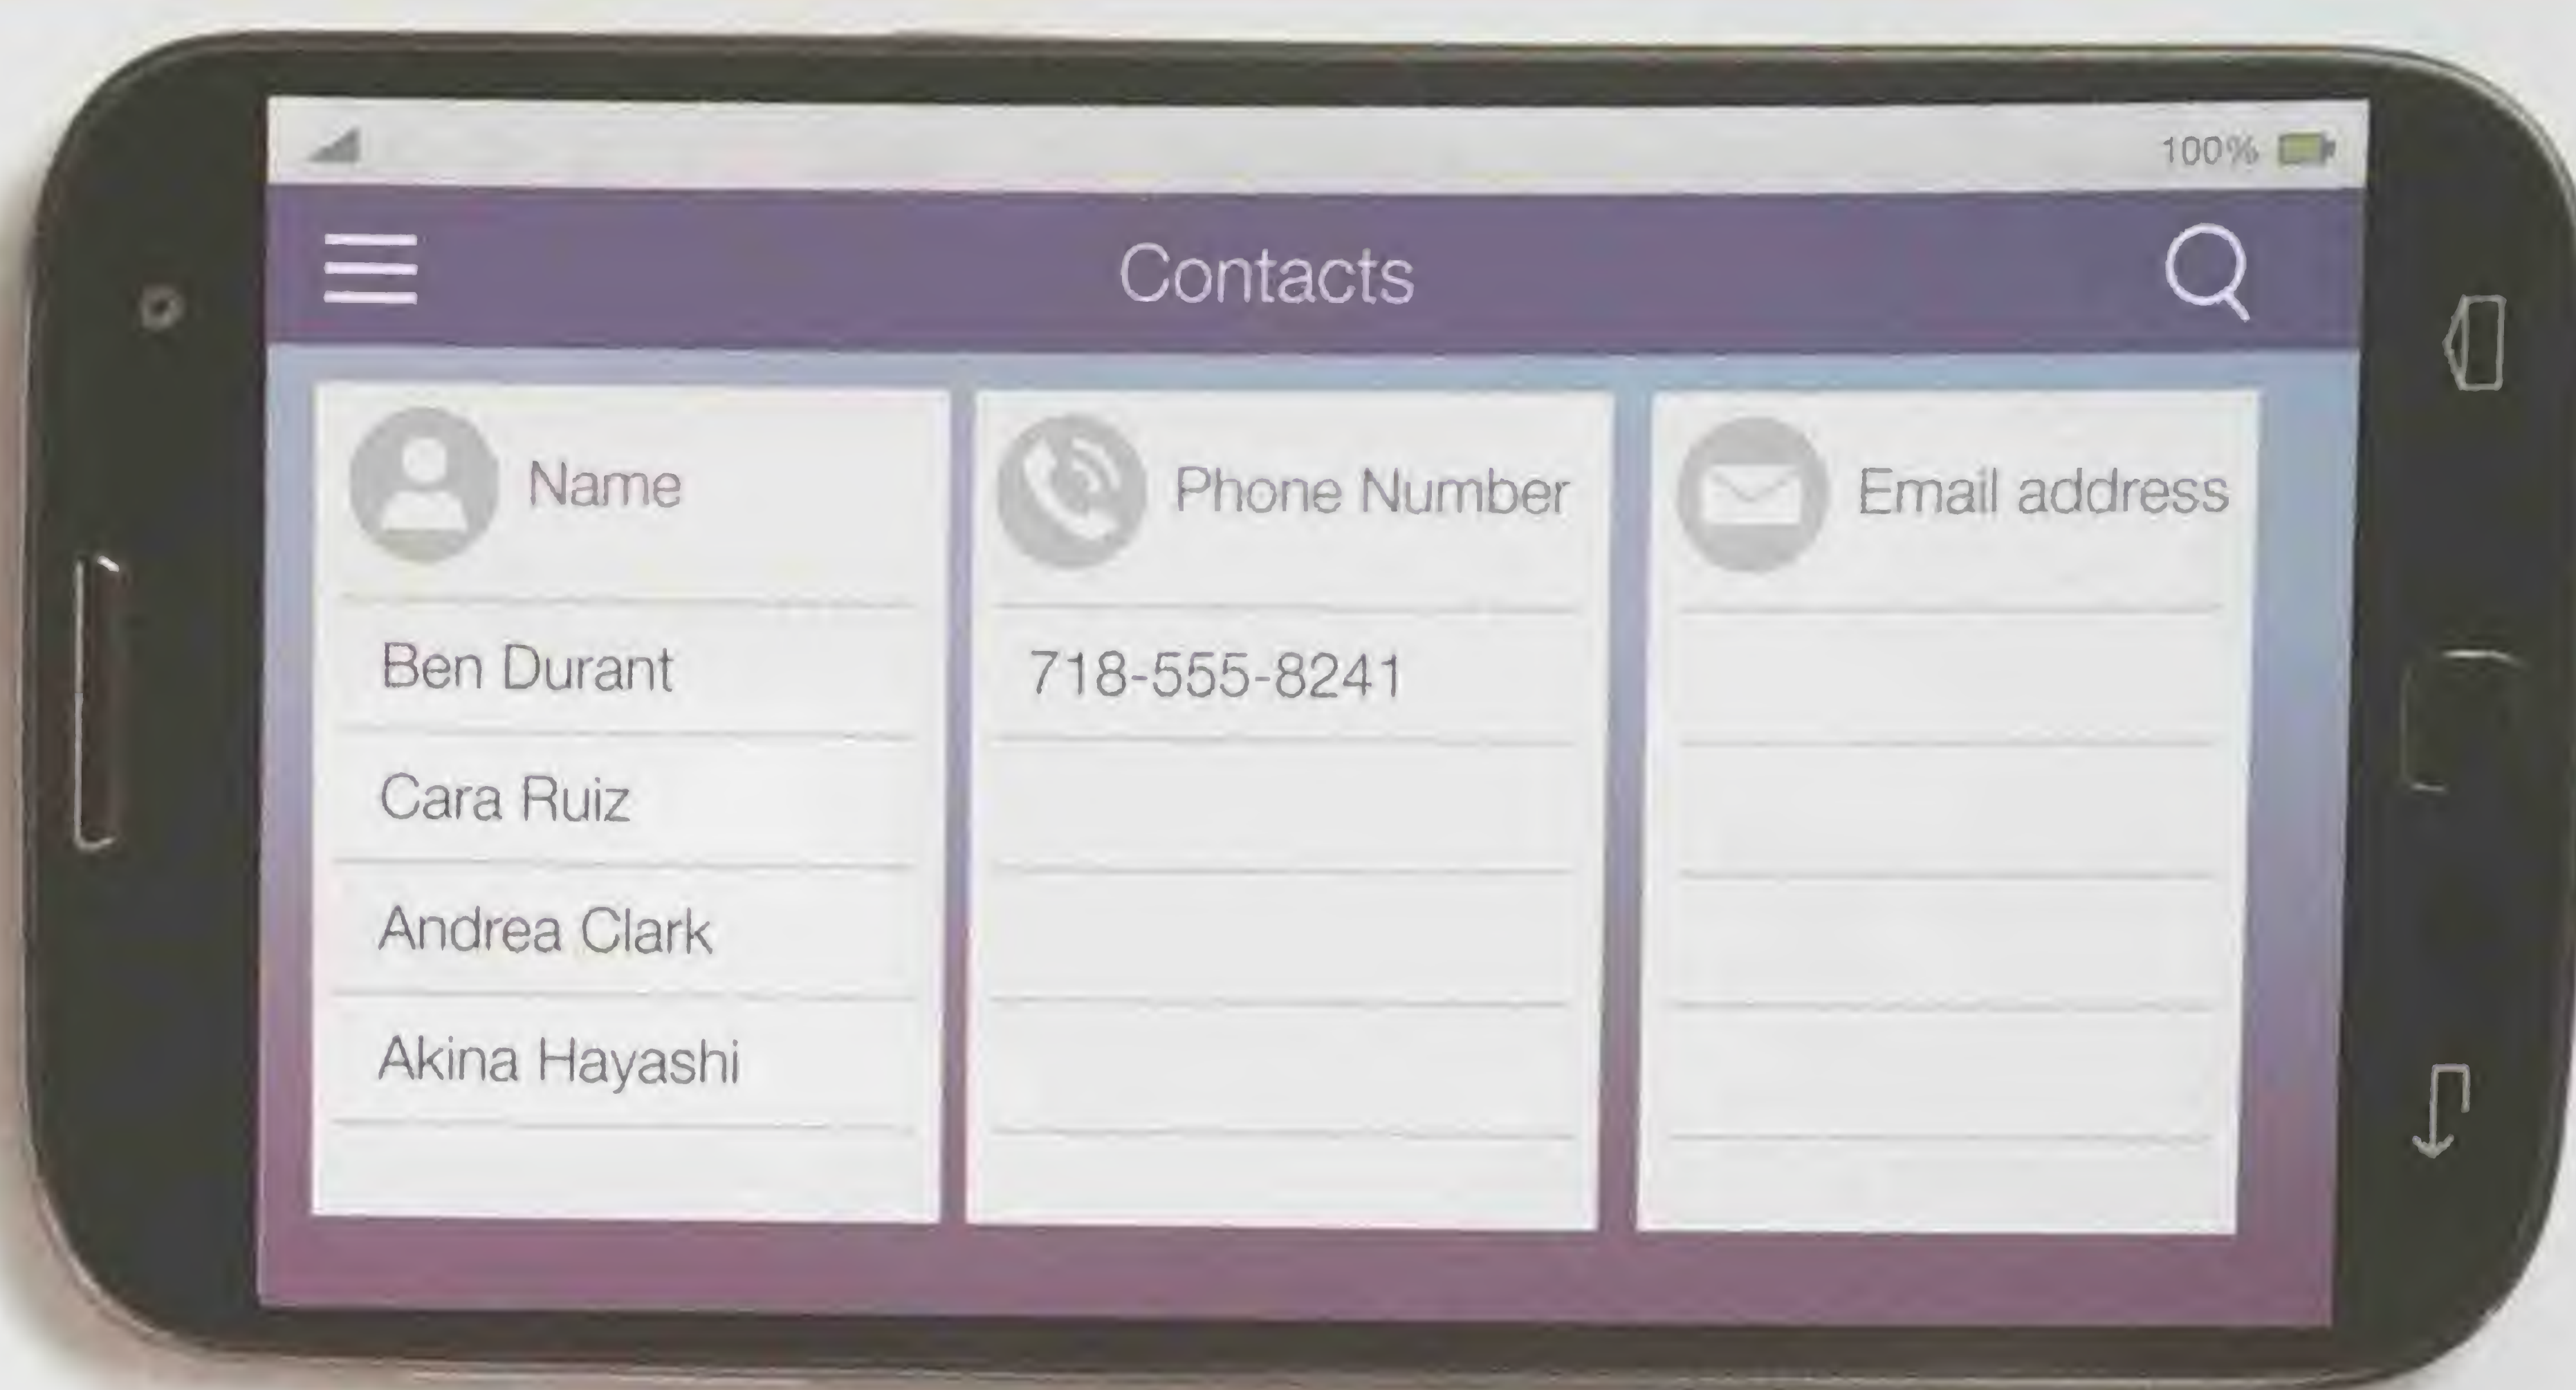 100%
Contacts
Name
Phone Number
Email address
Ben Durant
718-555-8241
Cara Ruiz
Andrea Clark
Akina Hayashi